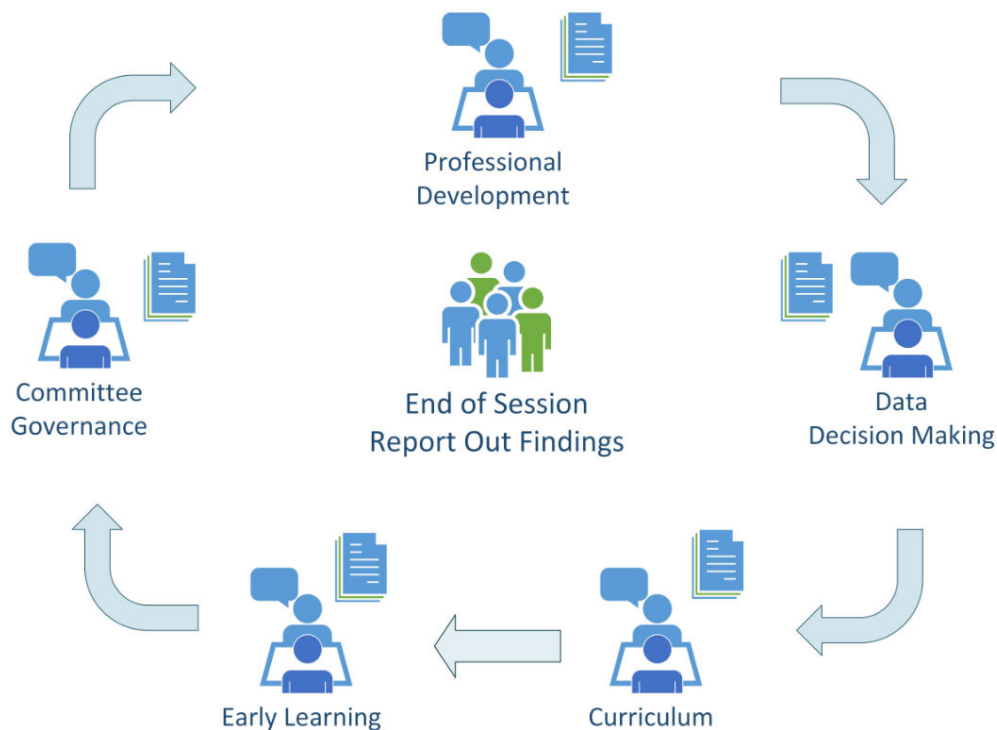 Professional
Development
Committee
Governance
End of Session
Report Out Findings
Data
Decision Making
Early Learning
Curriculum